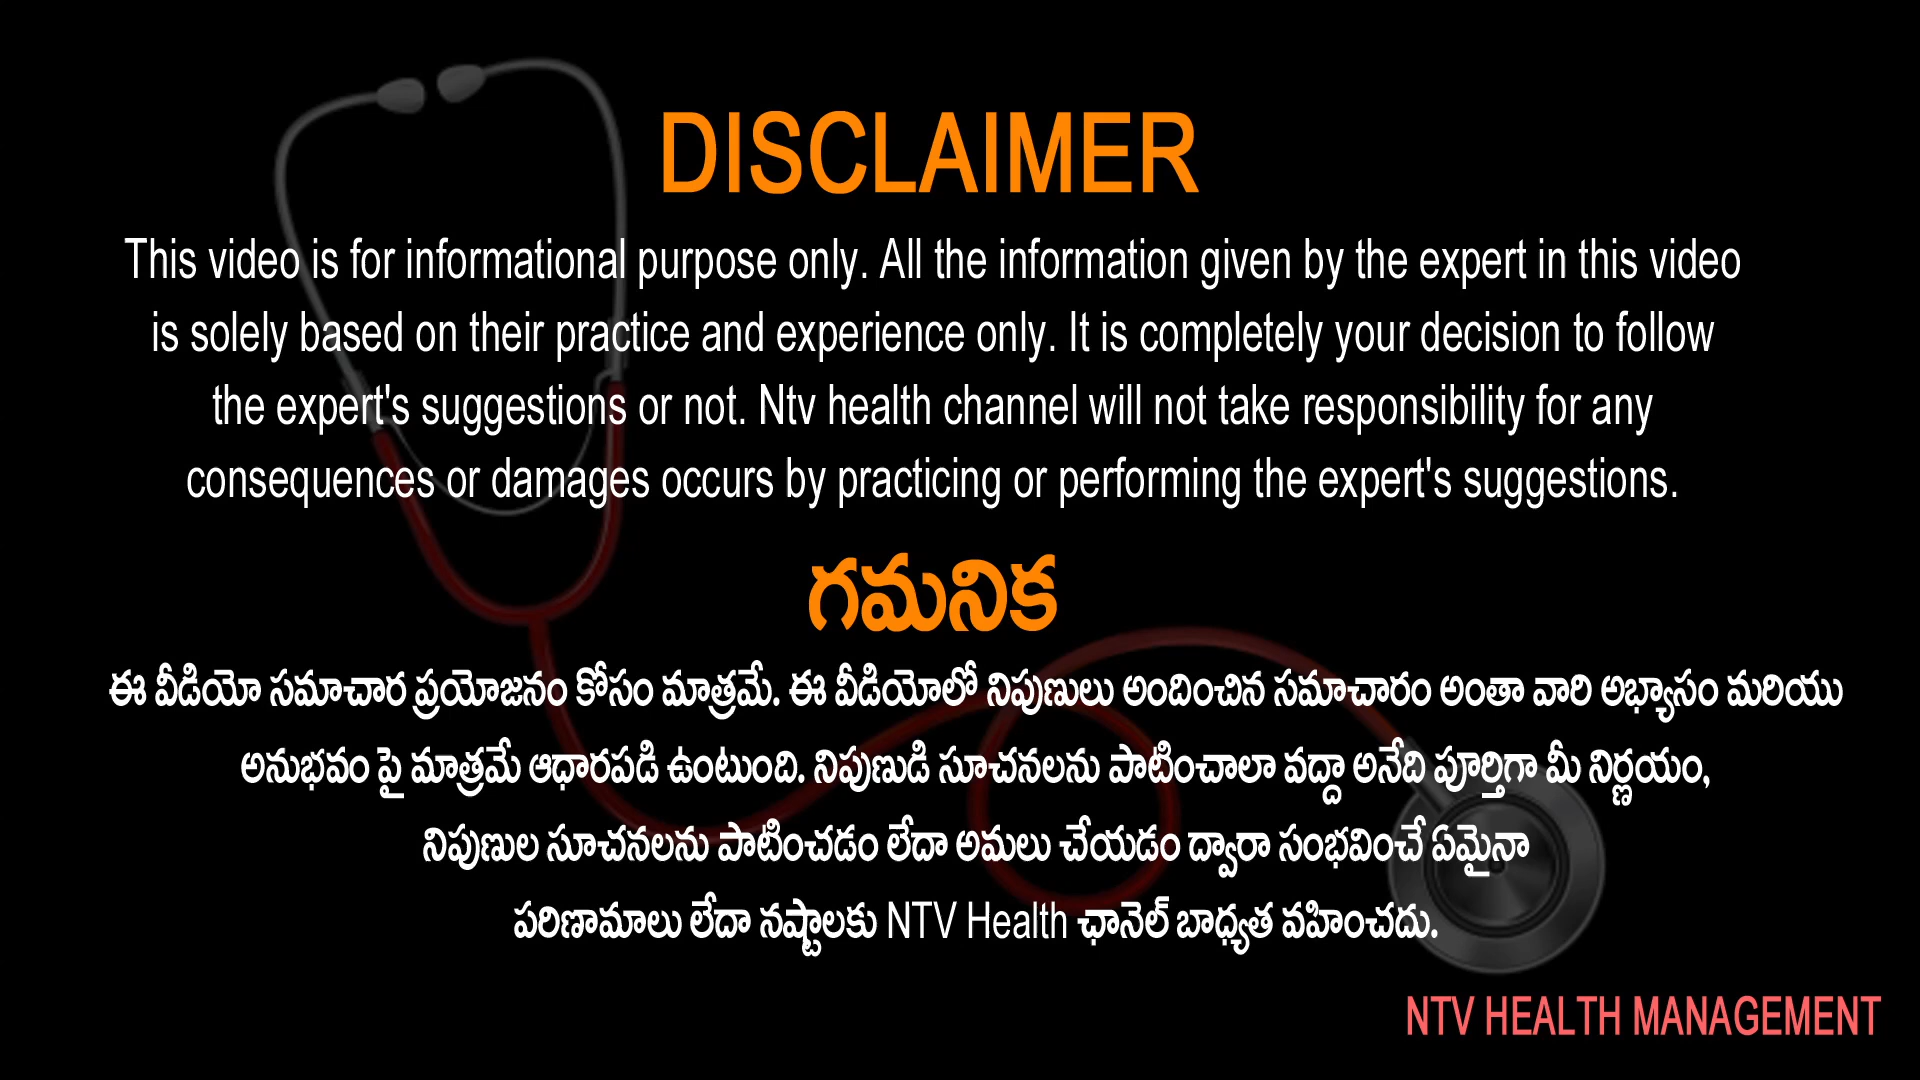 DISCLAIMER
This video is for informational purpose only. All the information given by the expert in this video
is solely based on their practice and experience only. It is completely your decision to follow
the expert's suggestions or not. Ntv health channel will not take responsibility for any
consequences or damages occurs by practicing or performing the expert's suggestions.
గమనిక
ఈ వీడియో సమాచార ప్రయోజనం కోసం మాత్రమే. ఈ వీడియోలో నిపుణులు అందించిన సమాచారం అంతా వారి అభ్యాసం మరియు
అనుభవం పై మాత్రమే ఆధారపడి ఉంటుంది. నిపుణుడి సూచనలను పాటించాలా వద్దా అనేది పూర్తిగా మీ నిర్ణయం,
నిపుణుల సూచనలను పాటించడం లేదా అమలు చేయడం ద్వారా సంభవించే ఏమైనా
పరిణామాలు లేదా నష్టాలకు NTV Health ఛానెల్ బాధ్యత వహించదు.
NTV HEALTH MANAGEMENT